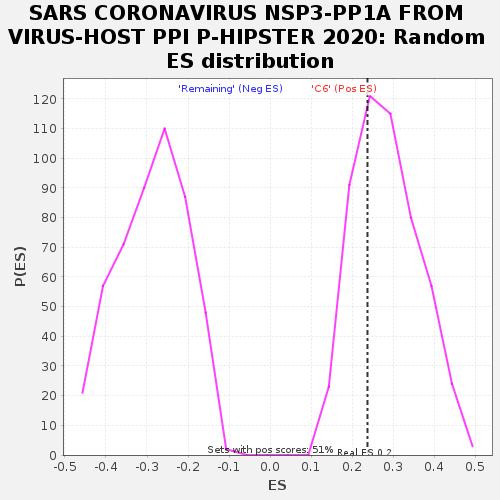 SARS CORONAVIRUS NSP3-PP1A FROM
VIRUS-HOST PPI P-HIPSTER 2020: Random
ES distribution
'Remaining' (Neg ES)
'C6' (Pos ES)
120
110
100
90
80
70
60
50
40
30
20
10
0
P(ES)
Sets with pos scores: 51%
Real ES 0.2
-0.5
-0.4
-0.3
-0.2
-0.1
0.0
0.1
0.2
0.3
0.4
0.5
ES